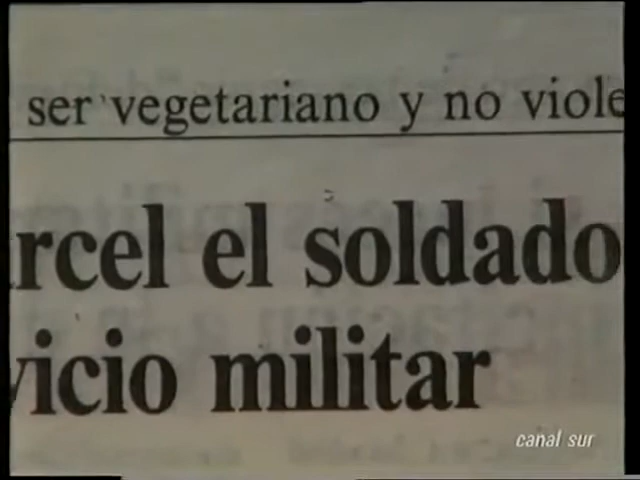 ser vegetariano y no viole
rcel el soldado
vicio militar
canal sur